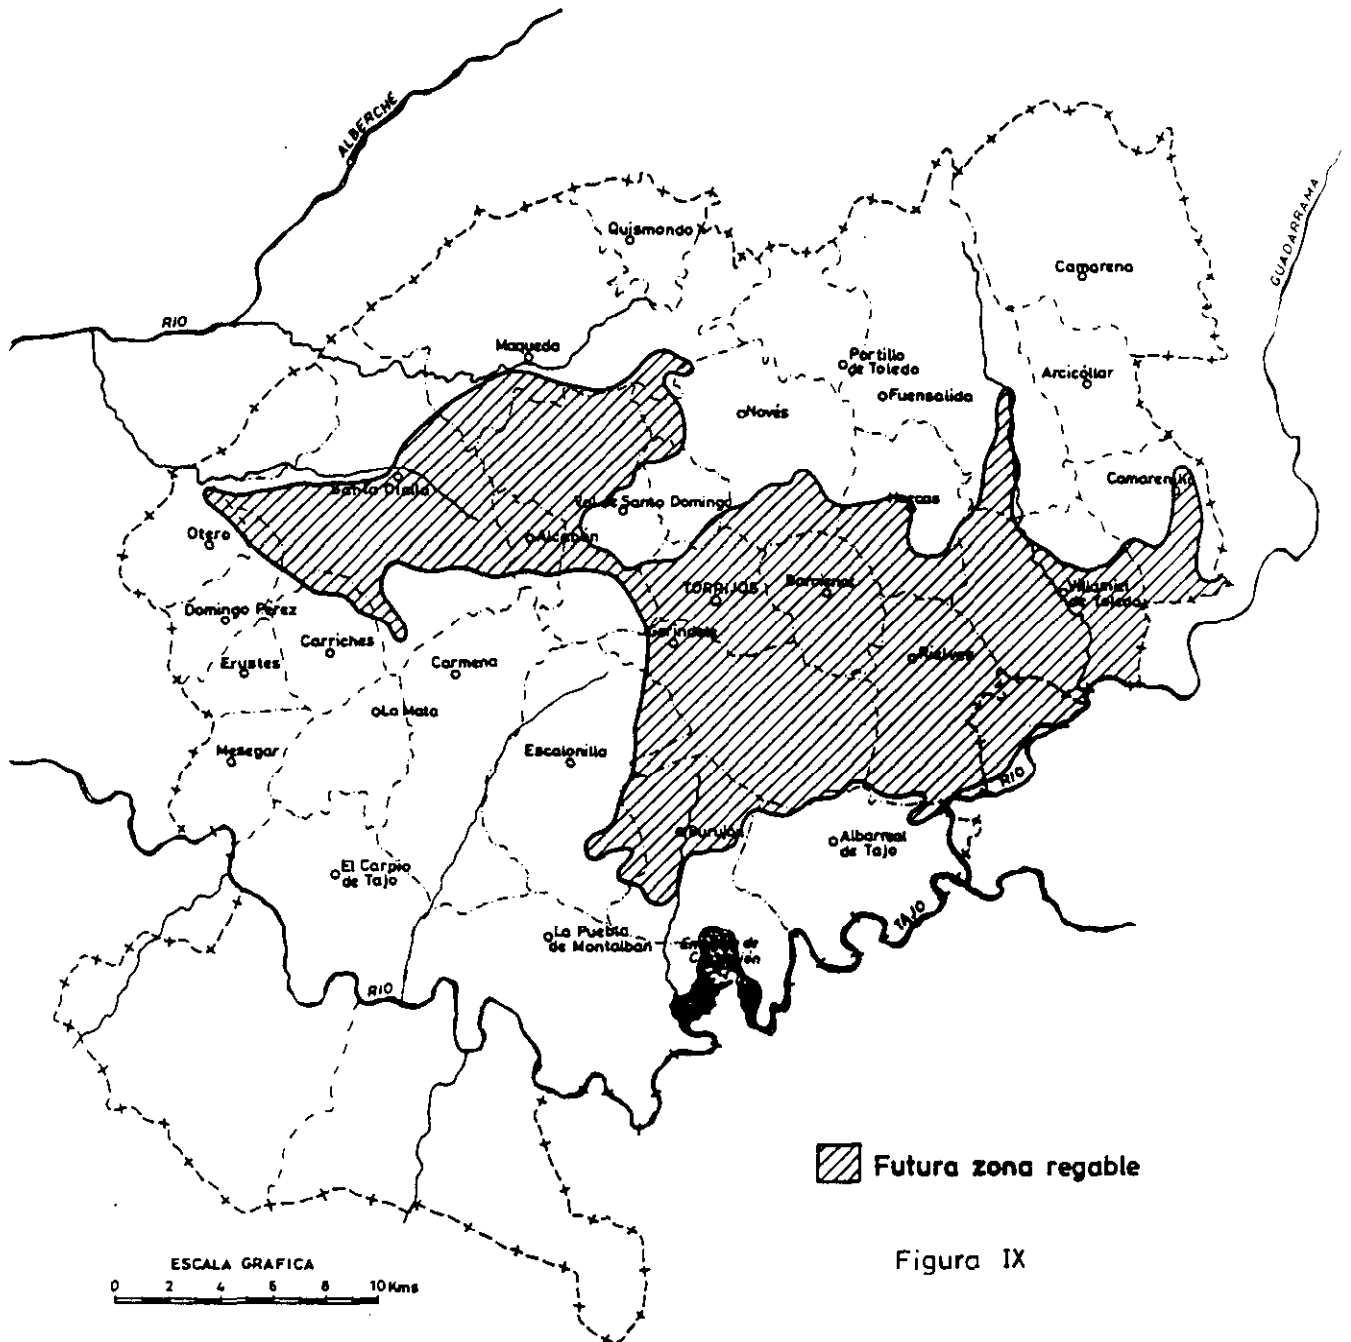 ALBERCHE
Quismondo
GUADARRAMA
Camarena
RIO
Maqueda
Portillo
de Toledo
Arcicóllar
Fuensalida
Novés
Santa Olalla
Camarenilla
Val de Santo Domingo
Huecas
Otero
Alcabón
Domingo Pérez
TORRIJOS
Barcience
Villamiel
de Toledo
Carriches
Gerindote
Erustes
Carmena
Rielves
La Mata
Mesegar
Escalonilla
RIO
Burujón
Albarreal
de Tajo
El Carpio
de Tajo
TAJO
La Puebla
de Montalbán
RIO
Futura zona regable
Figura IX
ESCALA GRAFICA
0 2 4 6 8 10 Kms